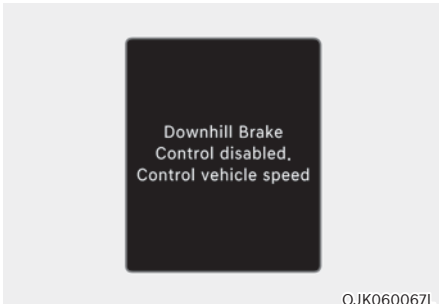 Downhill Brake
Control disabled.
Control vehicle speed
OJK060067L